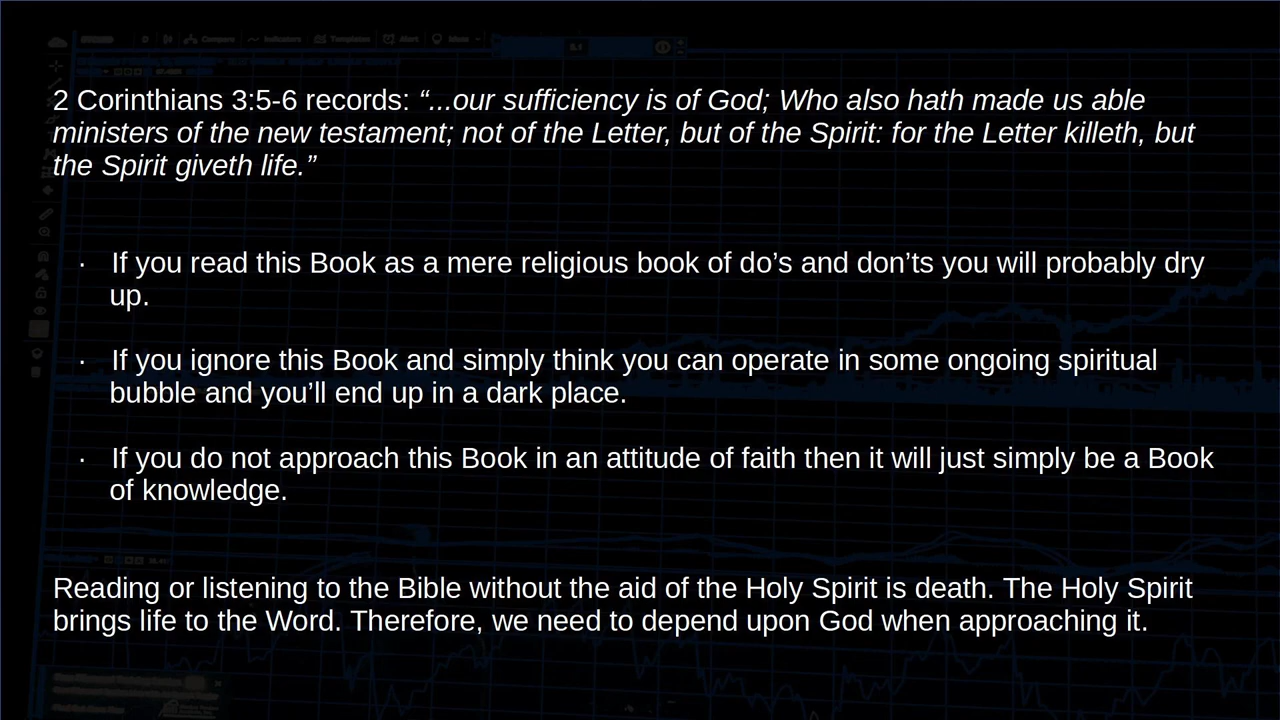 Compare Indicators Templates Alert
2 Corinthians 3:5-6 records: “...our sufficiency is of God; Who also hath made us able
ministers of the new testament; not of the Letter, but of the Spirit: for the Letter killeth, but
the Spirit giveth life.”
· If you read this Book as a mere religious book of do’s and don’ts you will probably dry
up.
· If you ignore this Book and simply think you can operate in some ongoing spiritual
bubble and you’ll end up in a dark place.
· If you do not approach this Book in an attitude of faith then it will just simply be a Book
of knowledge.
Reading or listening to the Bible without the aid of the Holy Spirit is death. The Holy Spirit
brings life to the Word. Therefore, we need to depend upon God when approaching it.